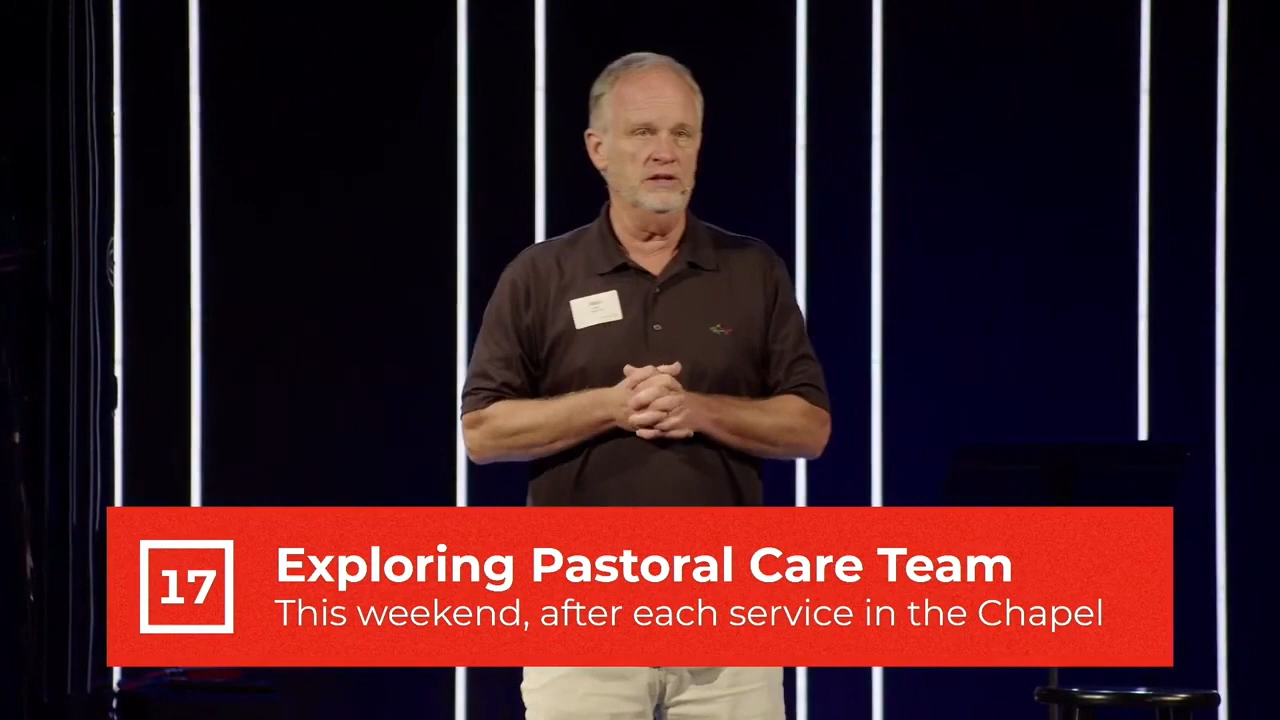 17
Exploring Pastoral Care Team
This weekend, after each service in the Chapel